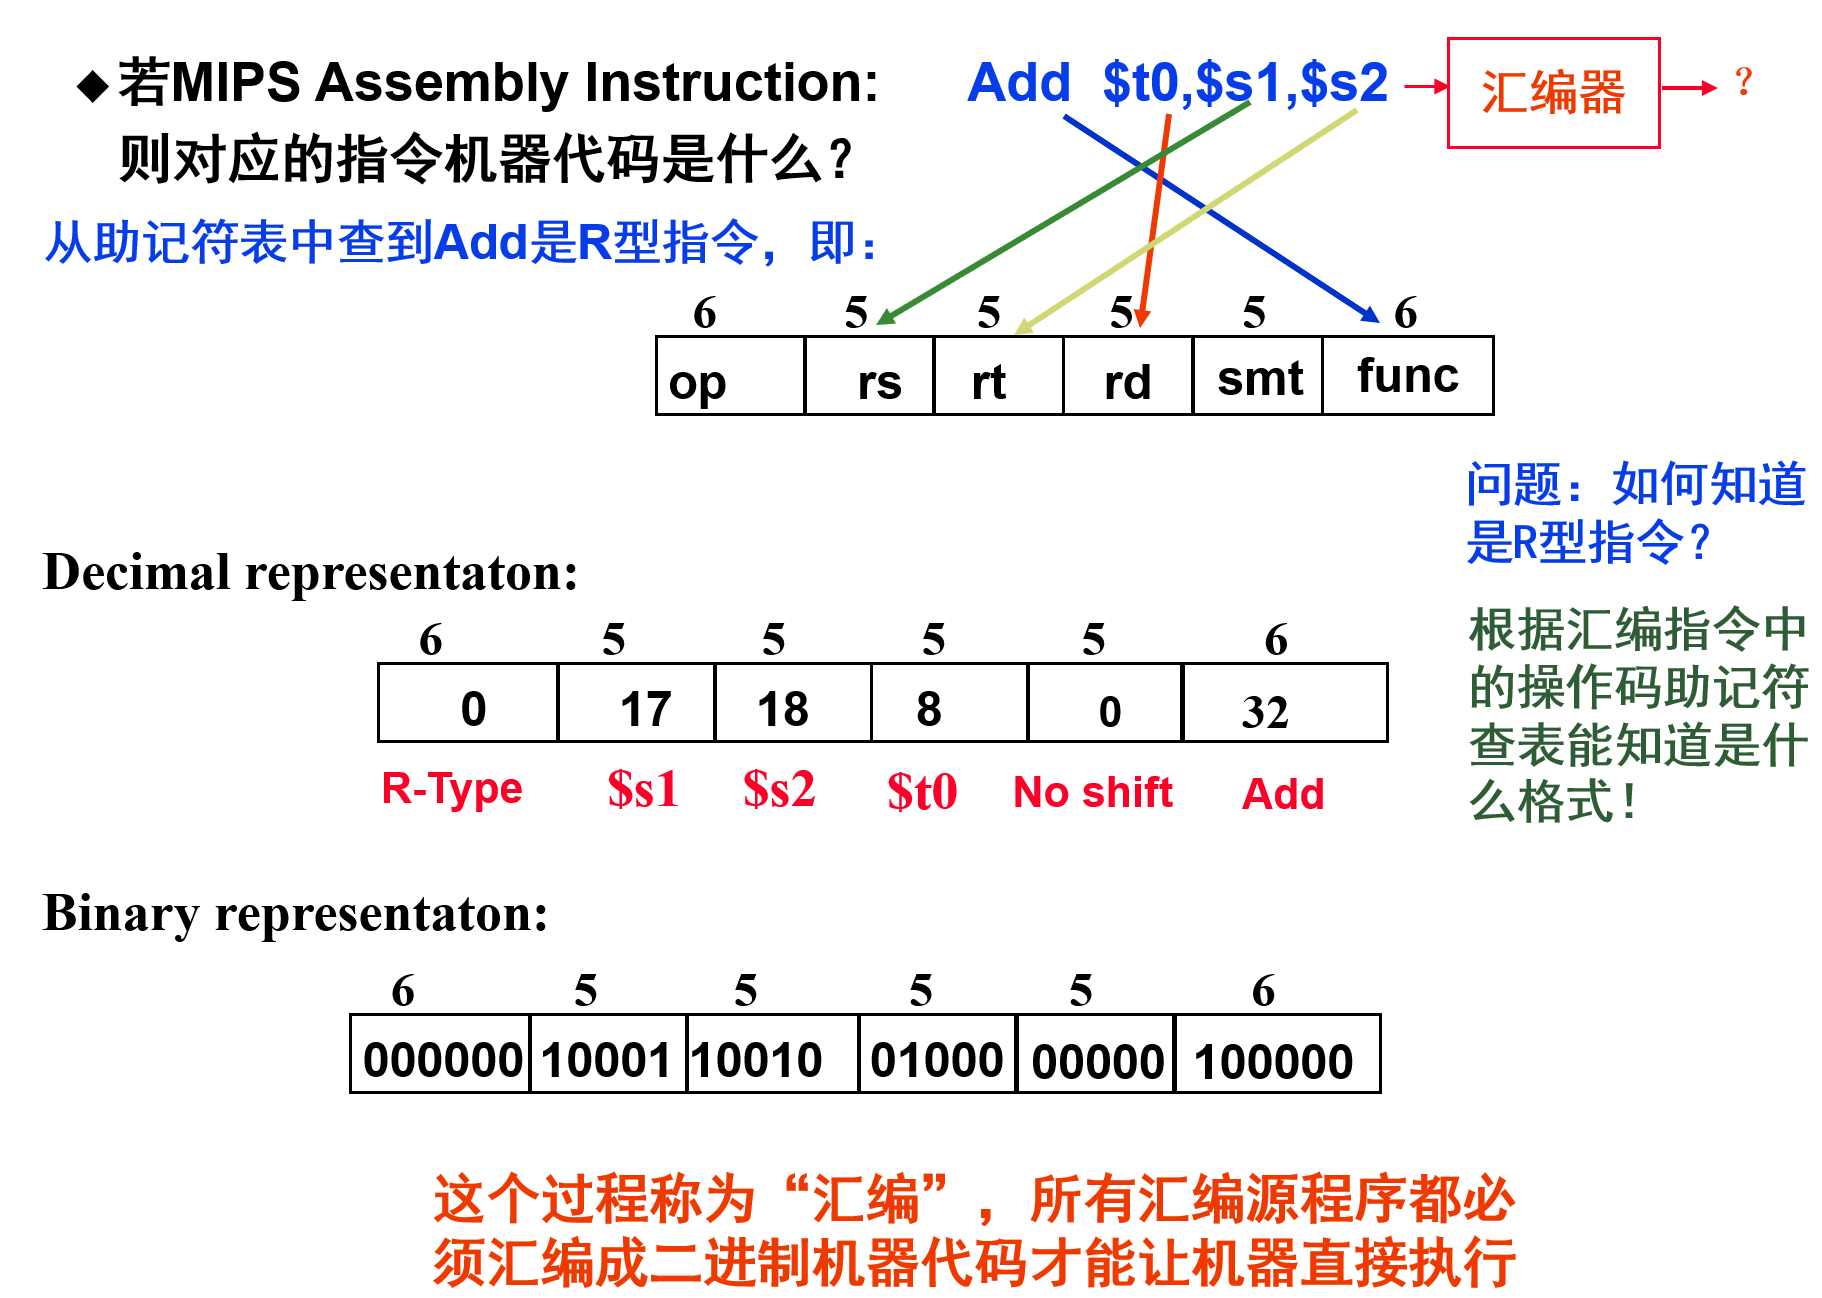 ◆若MIPS Assembly Instruction: Add $t0,$s1,$s2 汇编器 ?
则对应的指令机器代码是什么?
从助记符表中查到Add是R型指令，即：
6 5 5 5 5 6
op rs rt rd smt func
问题：如何知道
是R型指令？
根据汇编指令中
的操作码助记符
查表能知道是什
么格式！
Decimal representaton:
6 5 5 5 5 6
0 17 18 8 0 32
R-Type $s1 $s2 $t0 No shift Add
Binary representaton:
6 5 5 5 5 6
000000 10001 10010 01000 00000 100000
这个过程称为“汇编”，所有汇编源程序都必
须汇编成二进制机器代码才能让机器直接执行